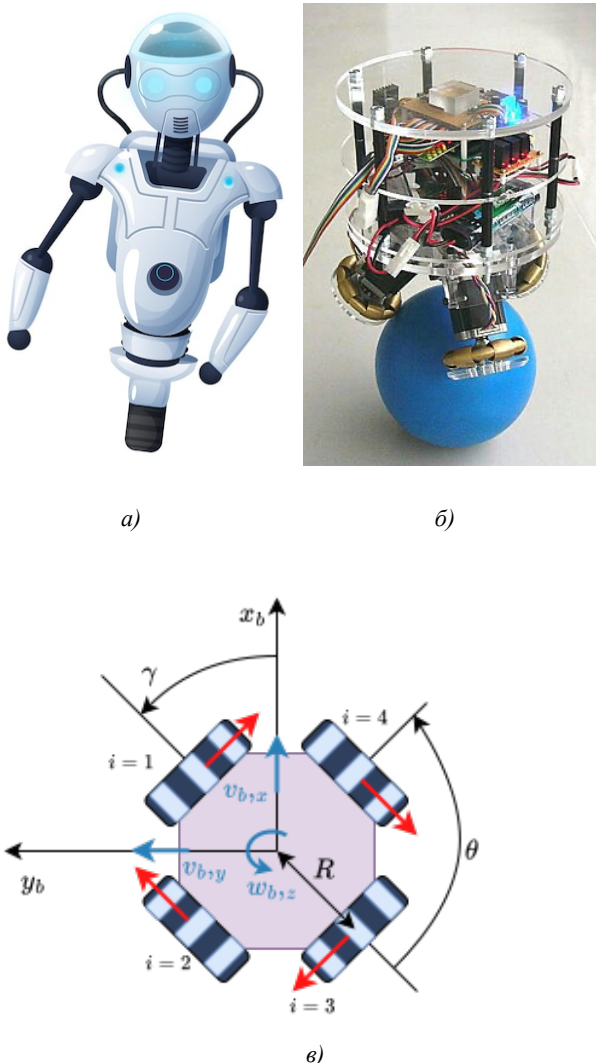 а)
б)
x_b
γ
i = 4
i = 1
v_b,x
θ
R
v_b,y
w_b,z
y_b
i = 2
i = 3
в)